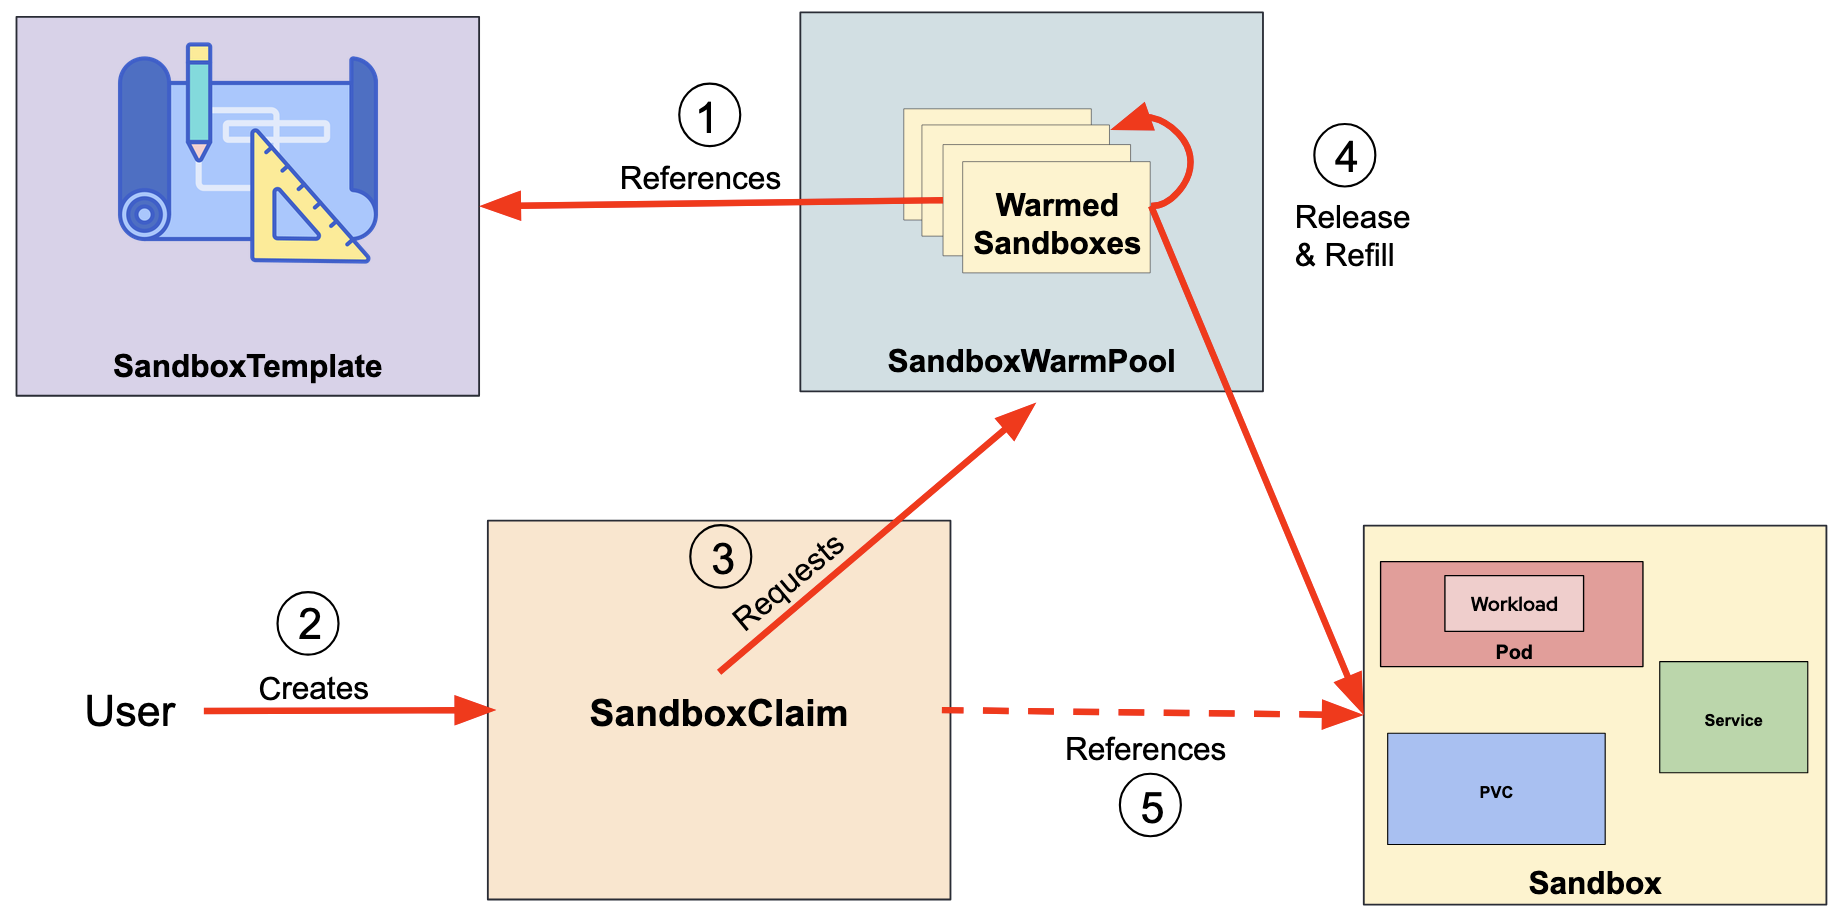 1
References
SandboxTemplate
Warmed
Sandboxes
SandboxWarmPool
4
Release
& Refill
2
Creates
User
3
Requests
SandboxClaim
References
5
Workload
Pod
Service
PVC
Sandbox